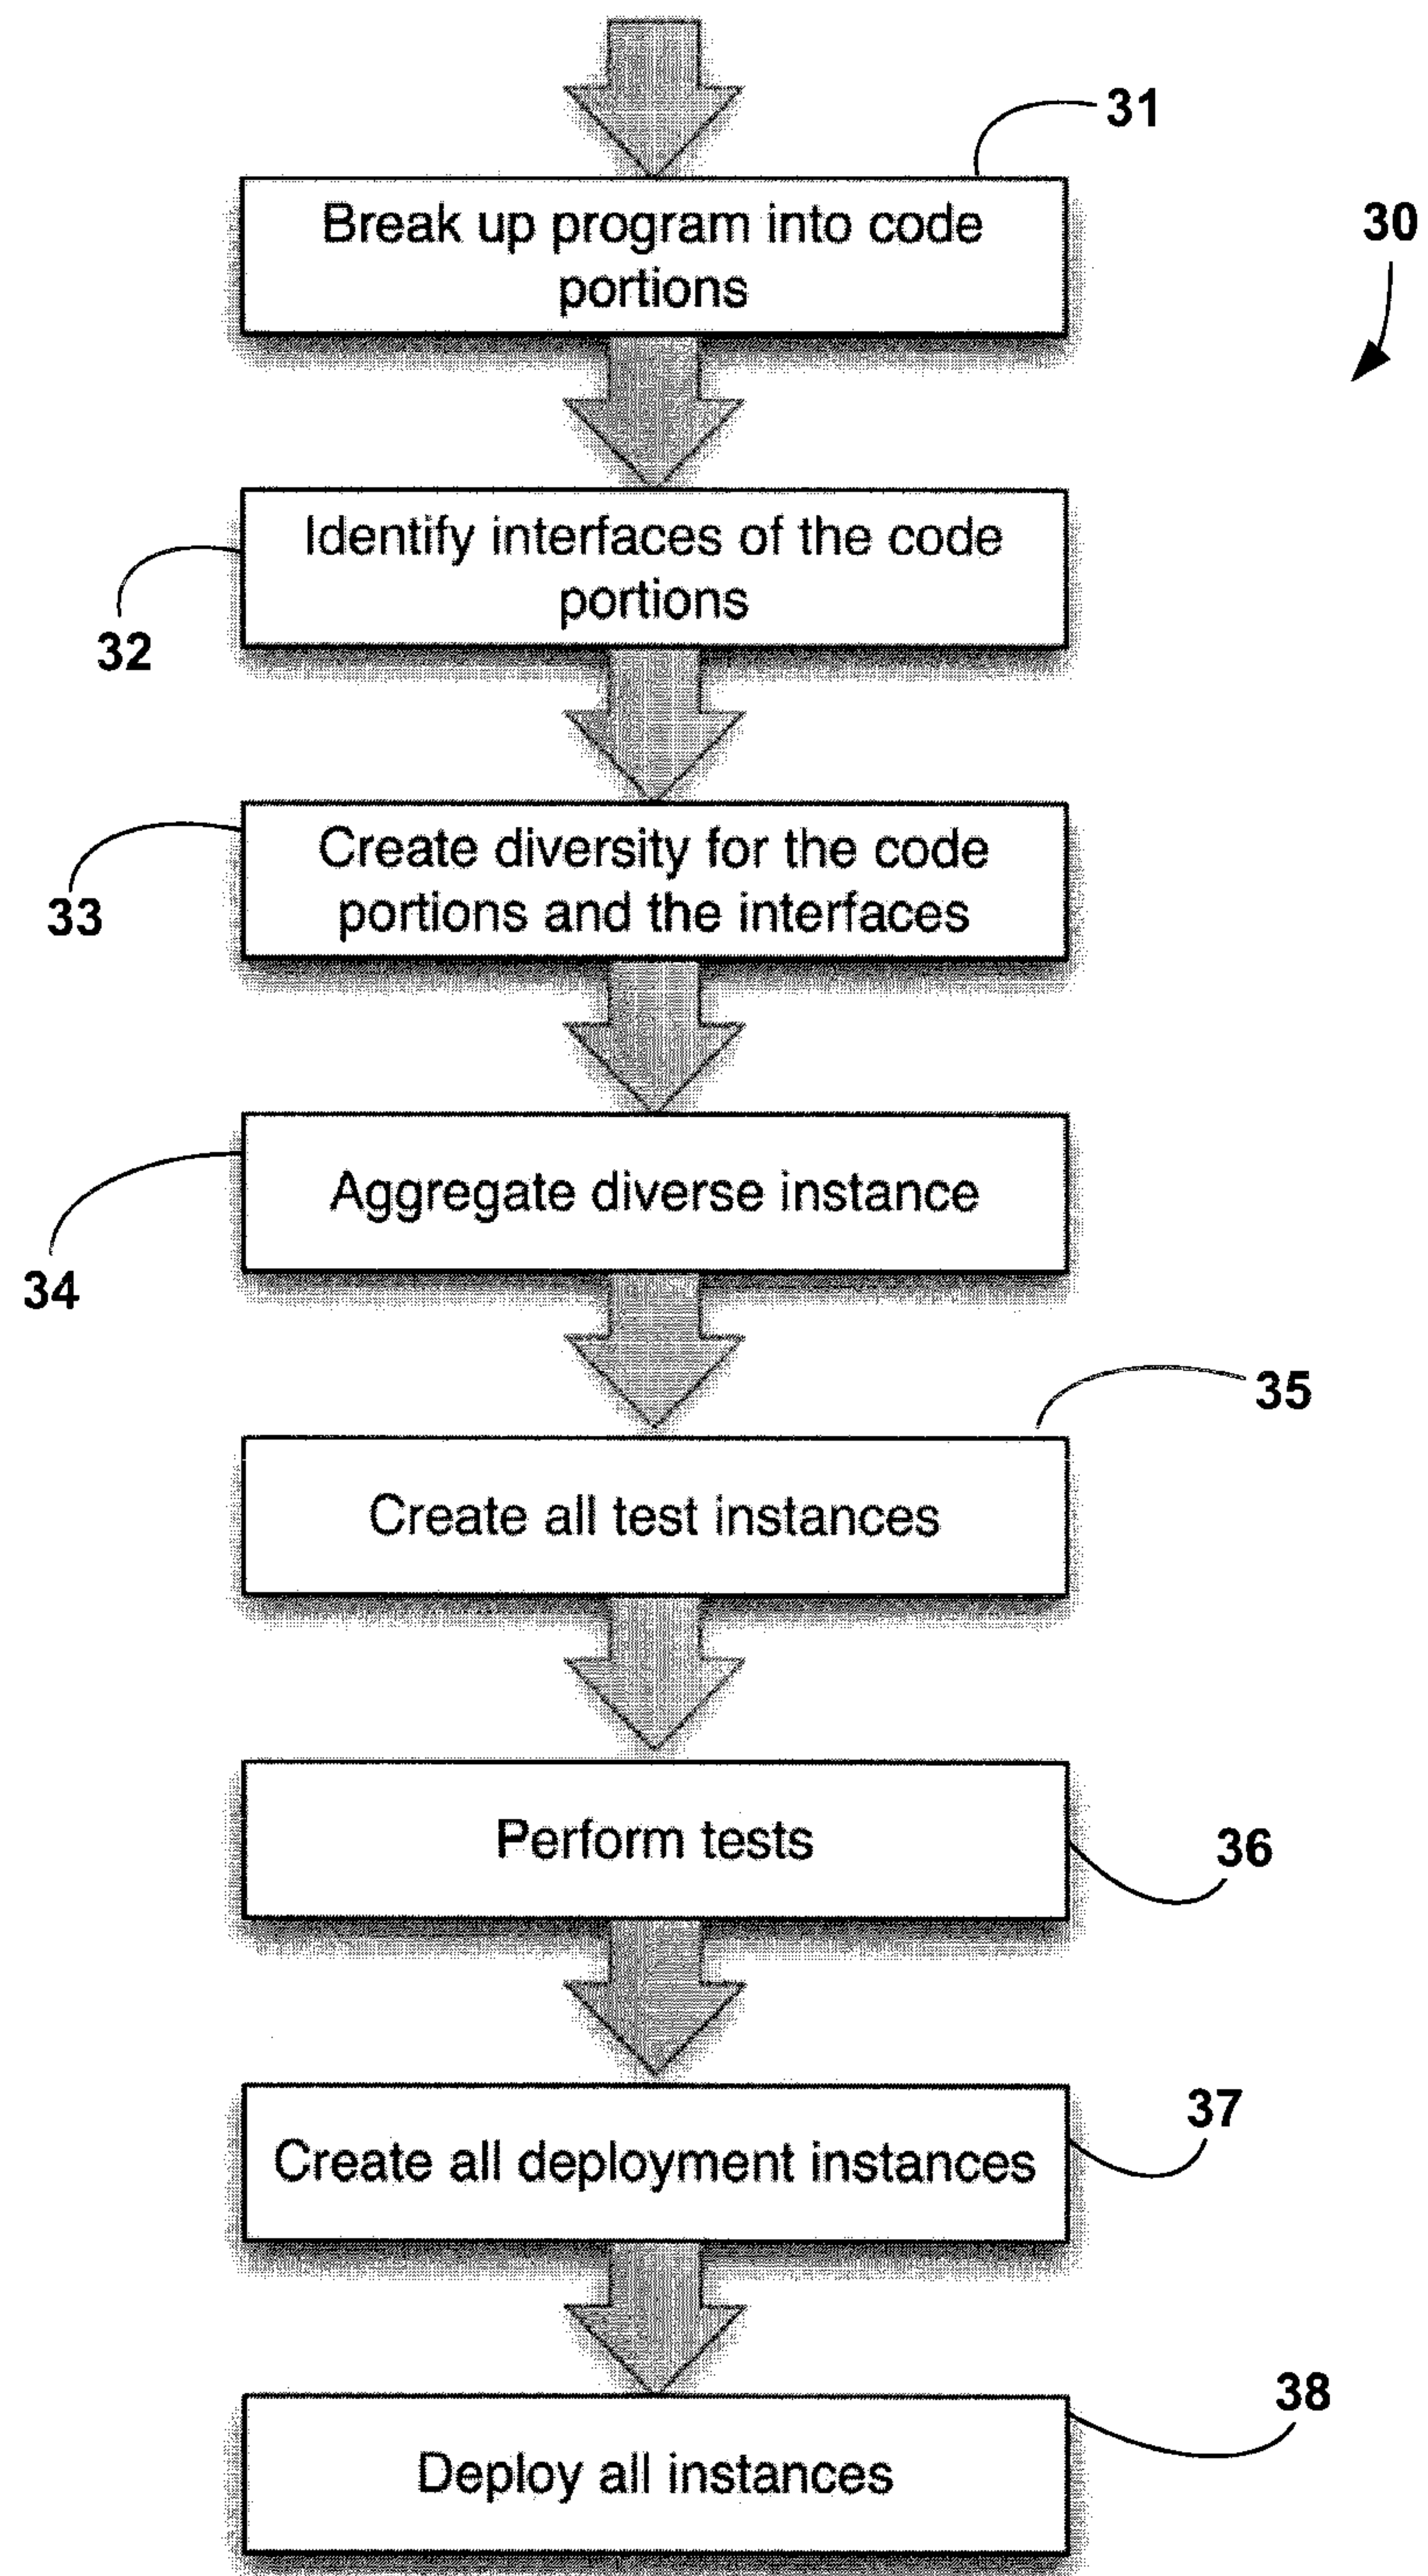 31
Break up program into code
portions
30
Identify interfaces of the code
portions
32
Create diversity for the code
portions and the interfaces
33
Aggregate diverse instance
34
35
Create all test instances
Perform tests
36
37
Create all deployment instances
38
Deploy all instances